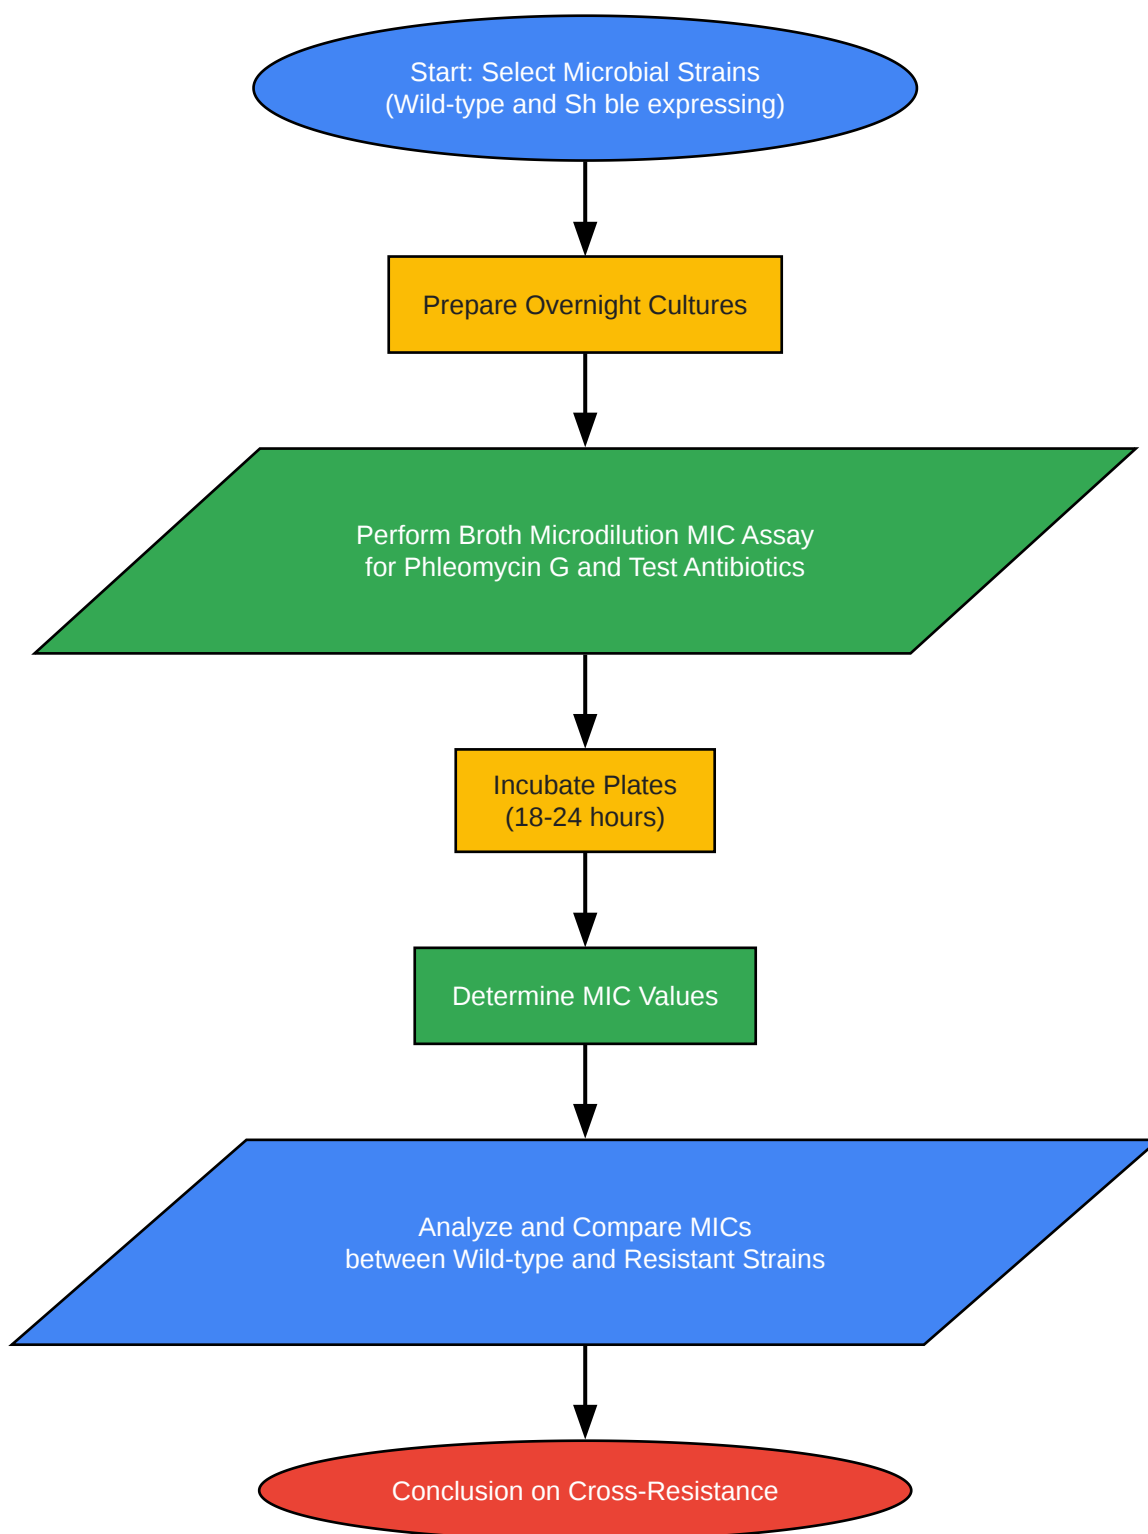 Start: Select Microbial Strains
(Wild-type and Sh ble expressing)
Prepare Overnight Cultures
Perform Broth Microdilution MIC Assay
for Phleomycin G and Test Antibiotics
Incubate Plates
(18-24 hours)
Determine MIC Values
Analyze and Compare MICs
between Wild-type and Resistant Strains
Conclusion on Cross-Resistance